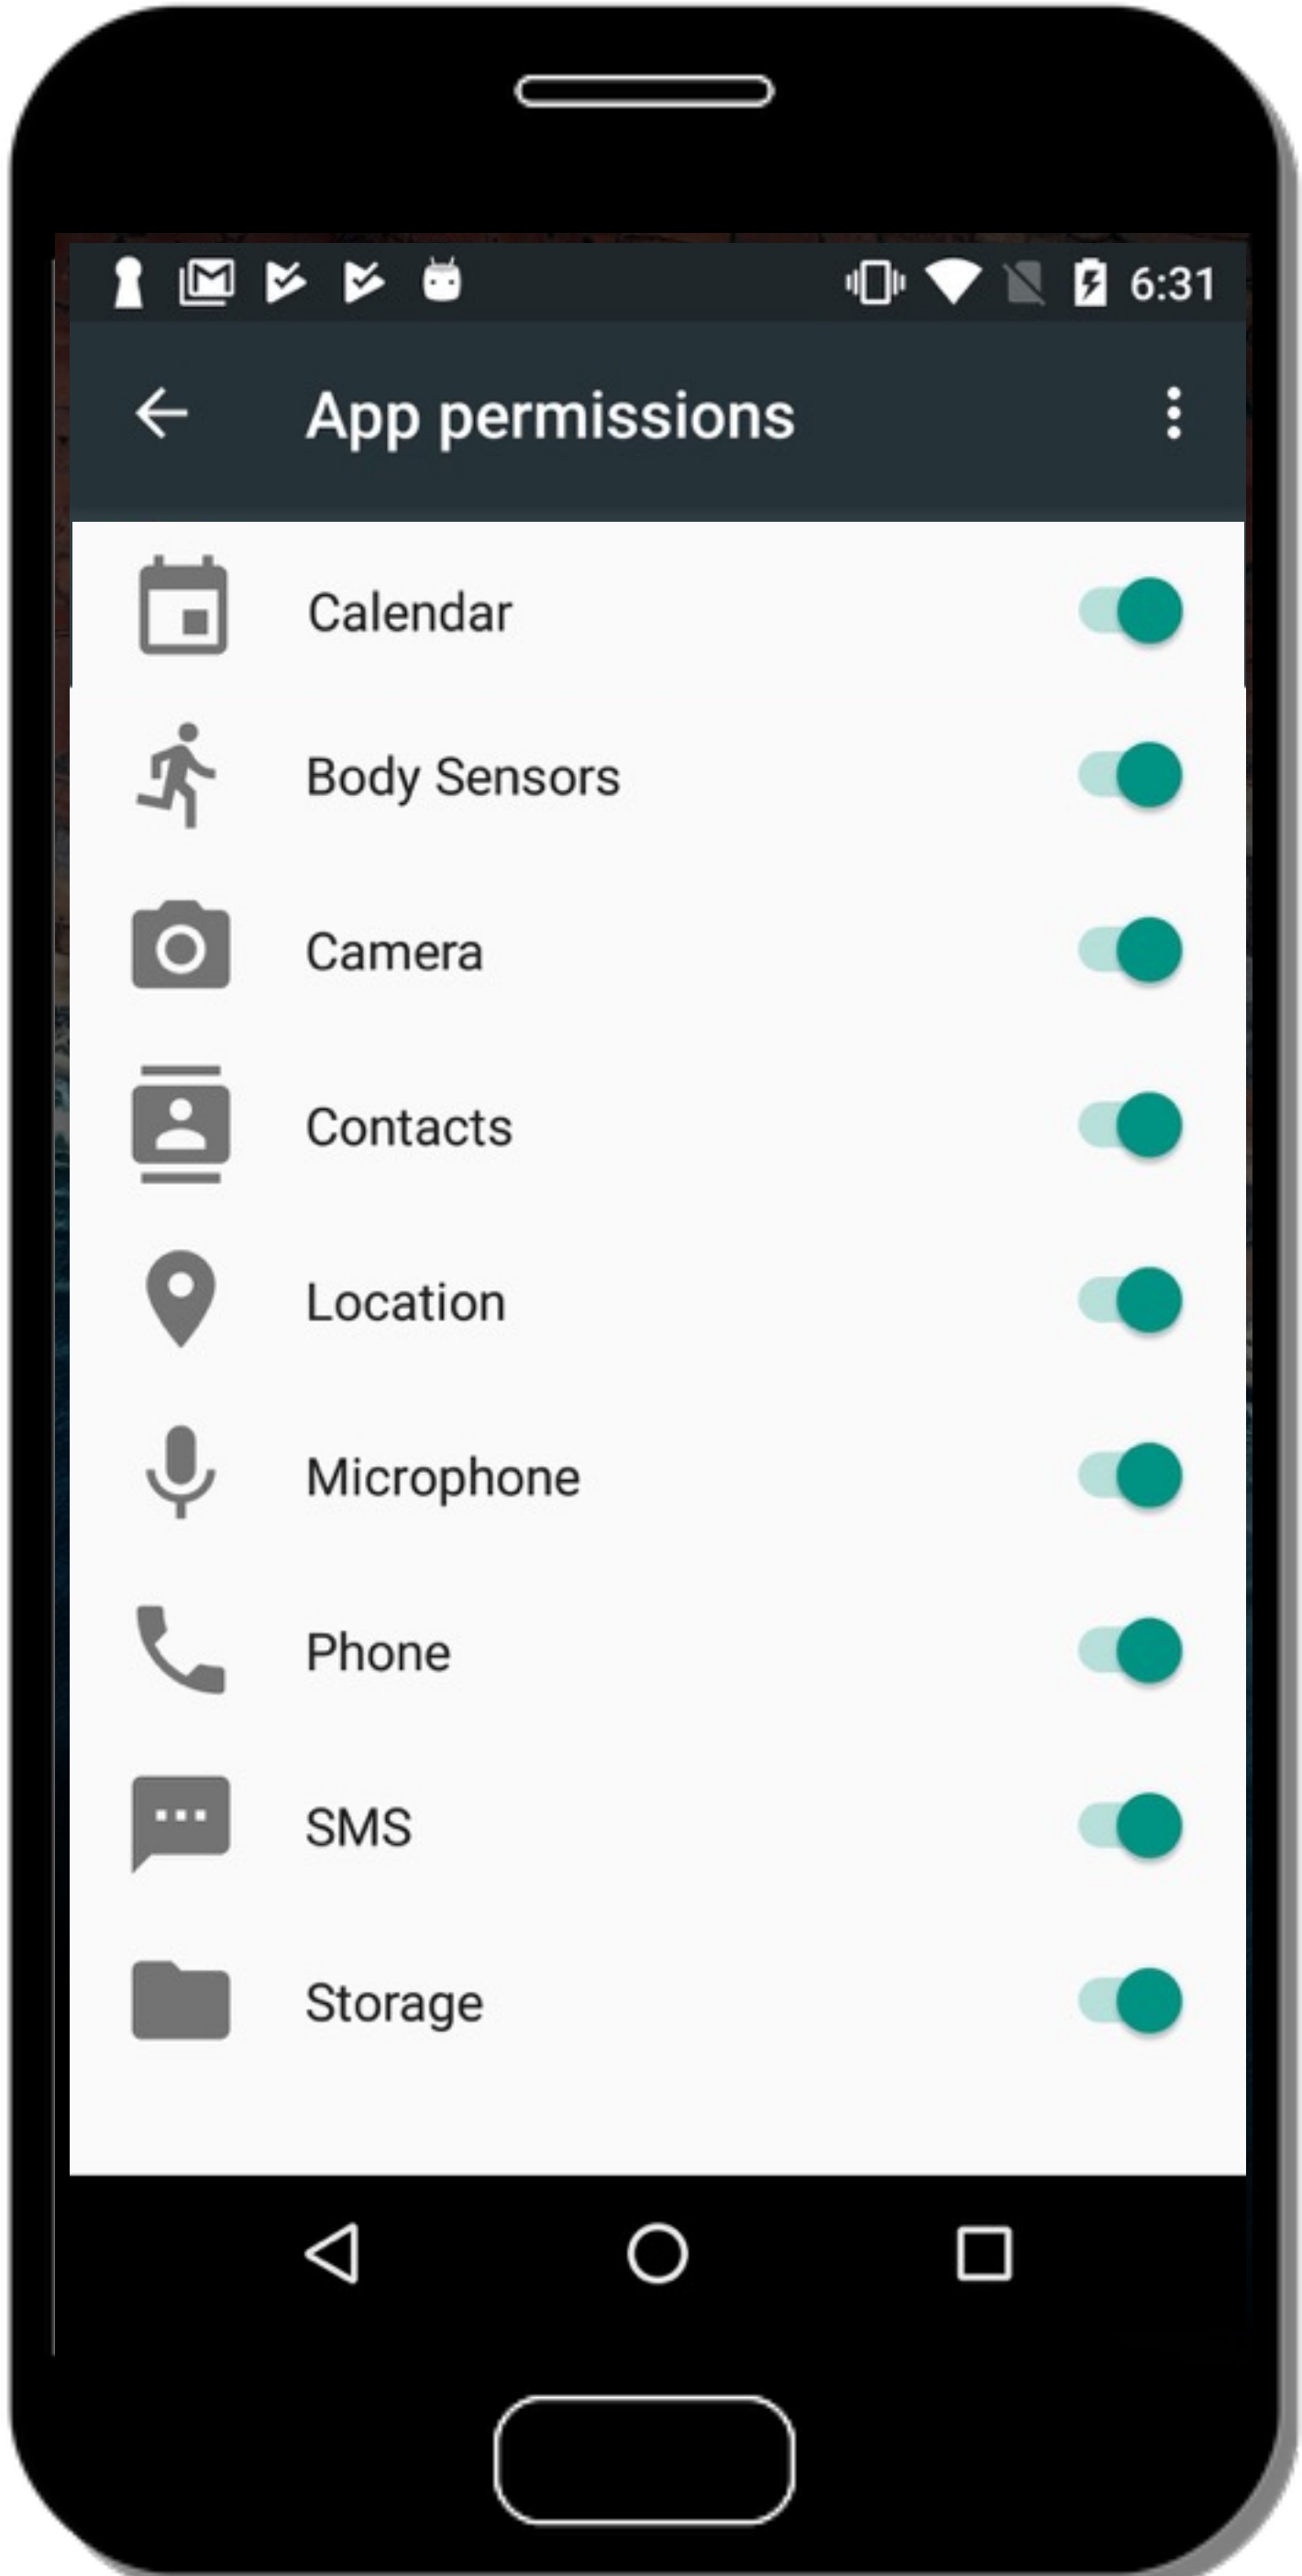 6:31
App permissions
Calendar
Body Sensors
Camera
Contacts
Location
Microphone
Phone
SMS
Storage